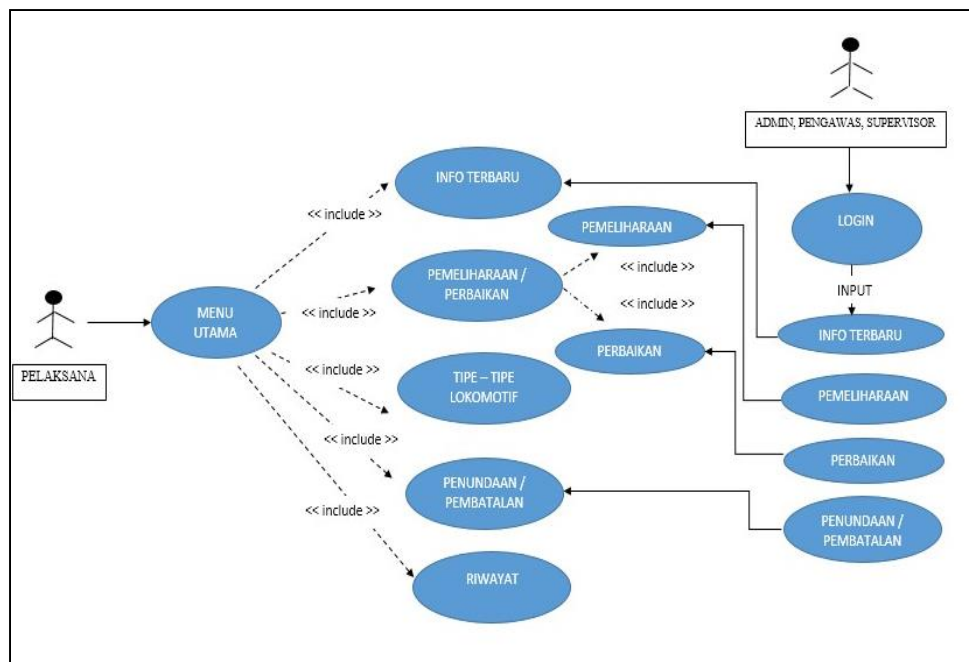 ADMIN, PENGAWAS, SUPERVISOR
INFO TERBARU
<< include >>
LOGIN
PEMELIHARAAN
<< include >>
PEMELIHARAAN /
PERBAIKAN
INPUT
<< include >>
MENU
UTAMA
<< include >>
INFO TERBARU
PERBAIKAN
PELAKSANA
<< include >>
TIPE – TIPE
LOKOMOTIF
PEMELIHARAAN
<< include >>
PERBAIKAN
PENUNDAAN /
PEMBATALAN
<< include >>
PENUNDAAN /
PEMBATALAN
RIWAYAT